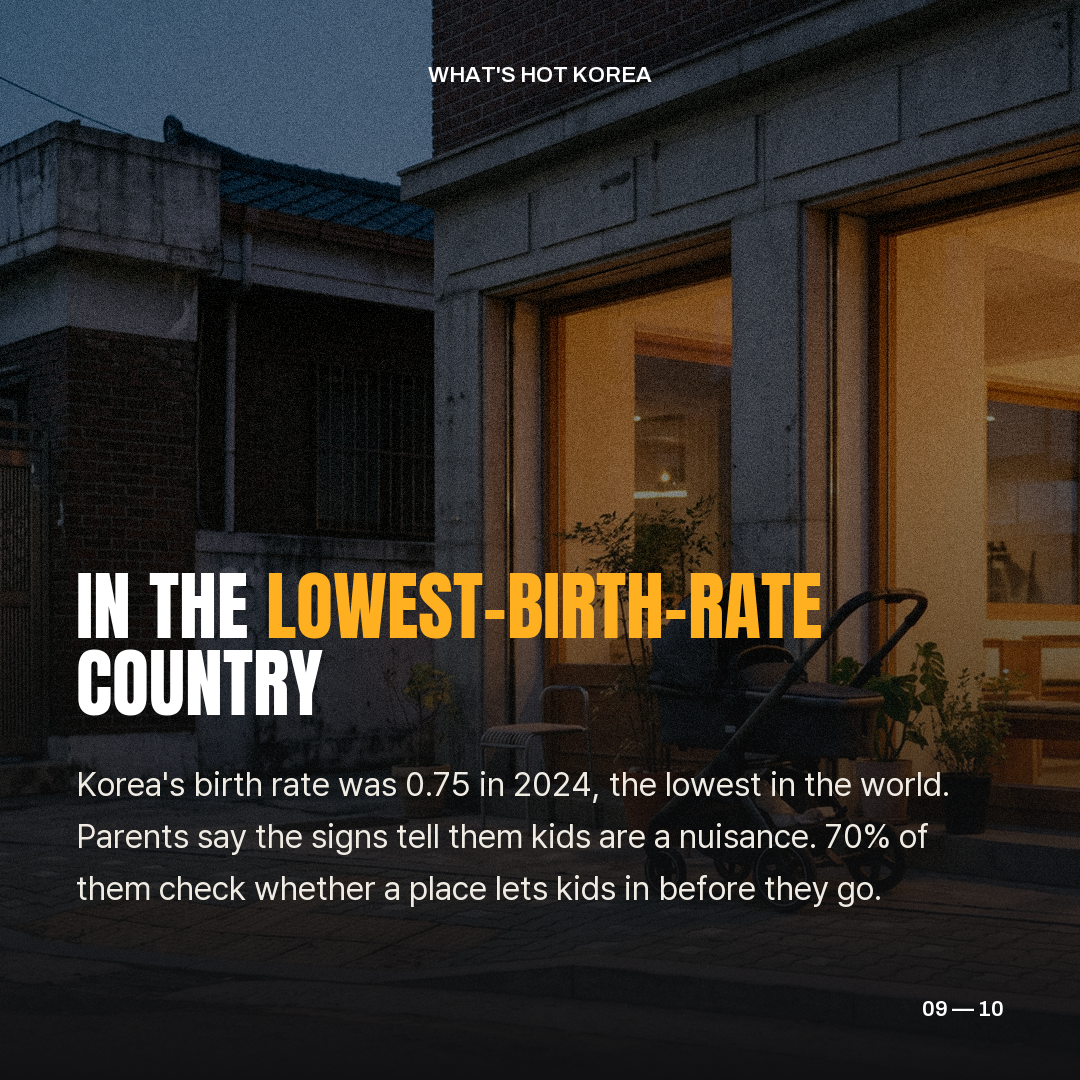 WHAT'S HOT KOREA
IN THE LOWEST-BIRTH-RATE
COUNTRY
Korea's birth rate was 0.75 in 2024, the lowest in the world.
Parents say the signs tell them kids are a nuisance. 70% of
them check whether a place lets kids in before they go.
09 — 10